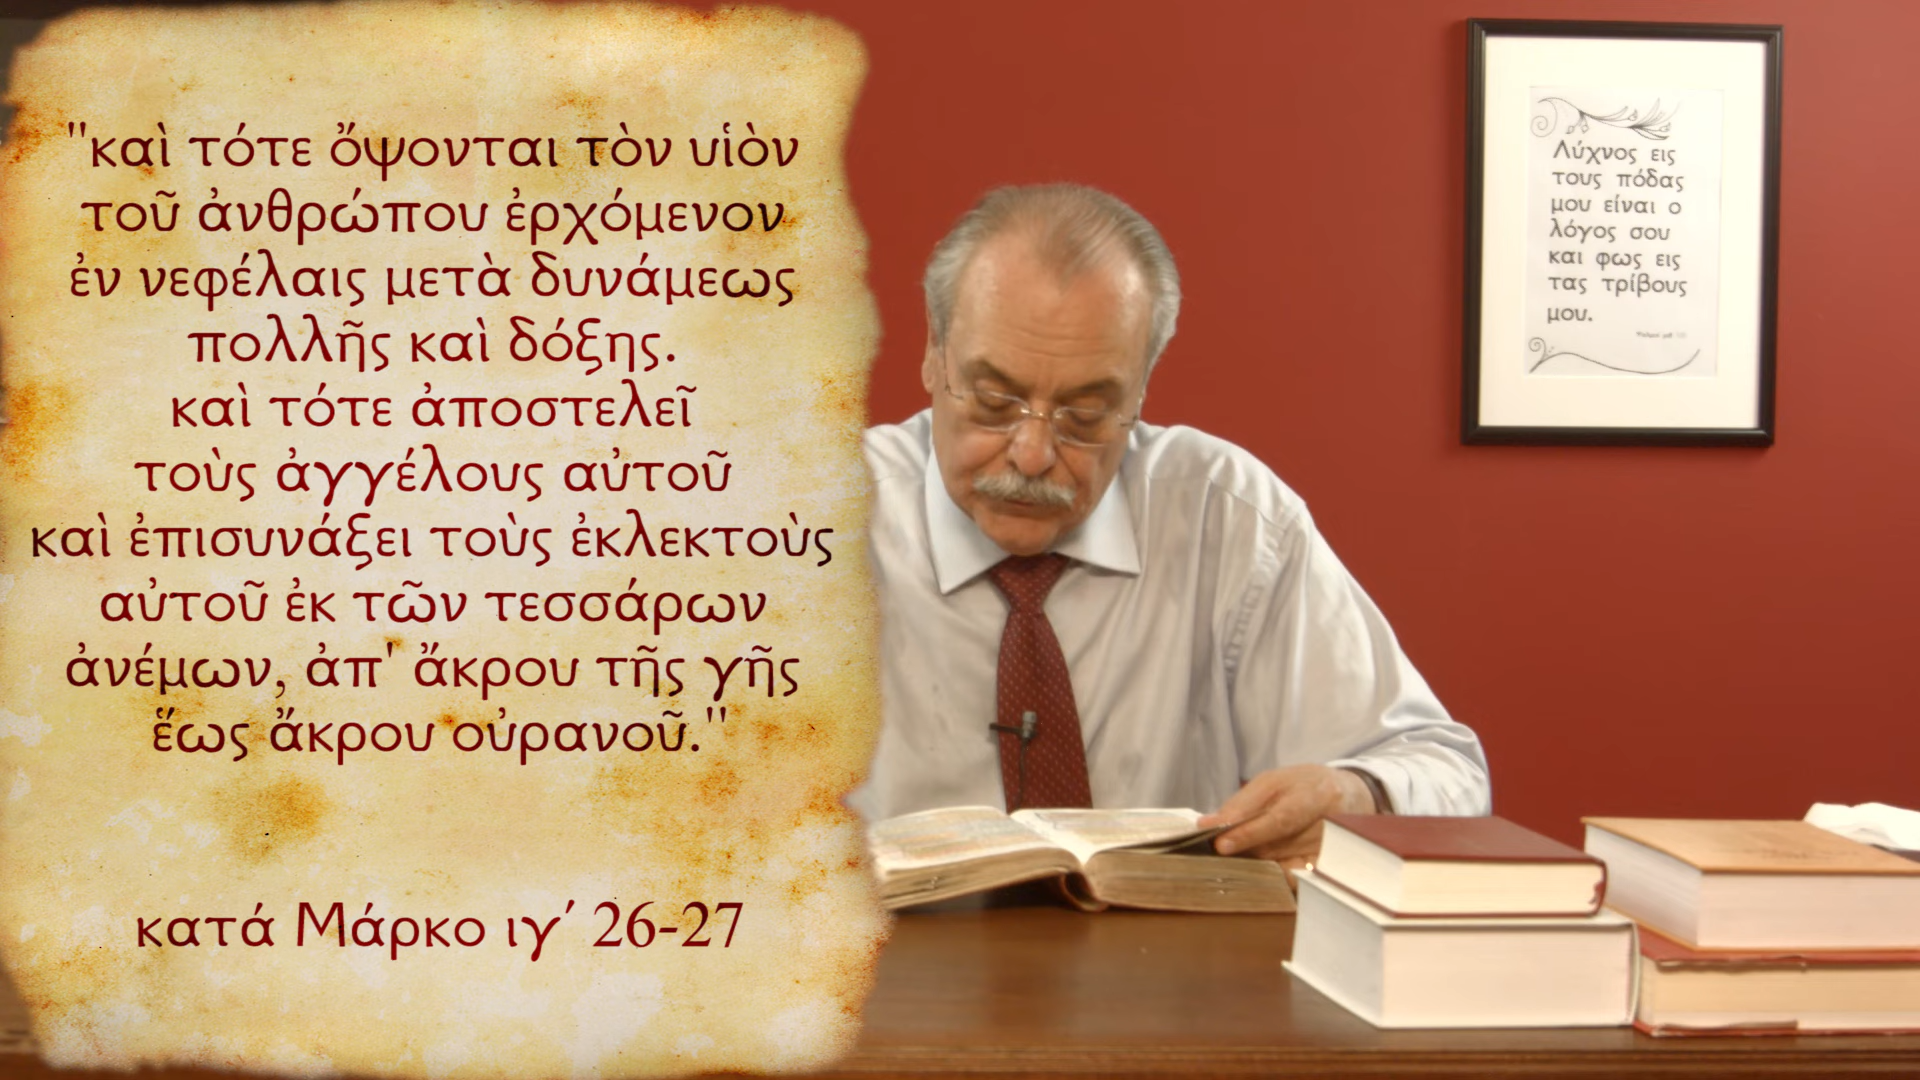 "καὶ τότε ὄψονται τὸν υἱὸν
τοῦ ἀνθρώπου ἐρχόμενον
ἐν νεφέλαις μετὰ δυνάμεως
πολλῆς καὶ δόξης.
καὶ τότε ἀποστελεῖ
τοὺς ἀγγέλους αὐτοῦ
καὶ ἐπισυνάξει τοὺς ἐκλεκτοὺς
αὐτοῦ ἐκ τῶν τεσσάρων
ἀνέμων, ἀπ' ἄκρου τῆς γῆς
ἕως ἄκρου οὐρανοῦ."
κατά Μάρκο ιγ΄ 26-27
Λύχνος εις
τους πόδας
μου είναι ο
λόγος σου
και φως εις
τας τρίβους
μου.